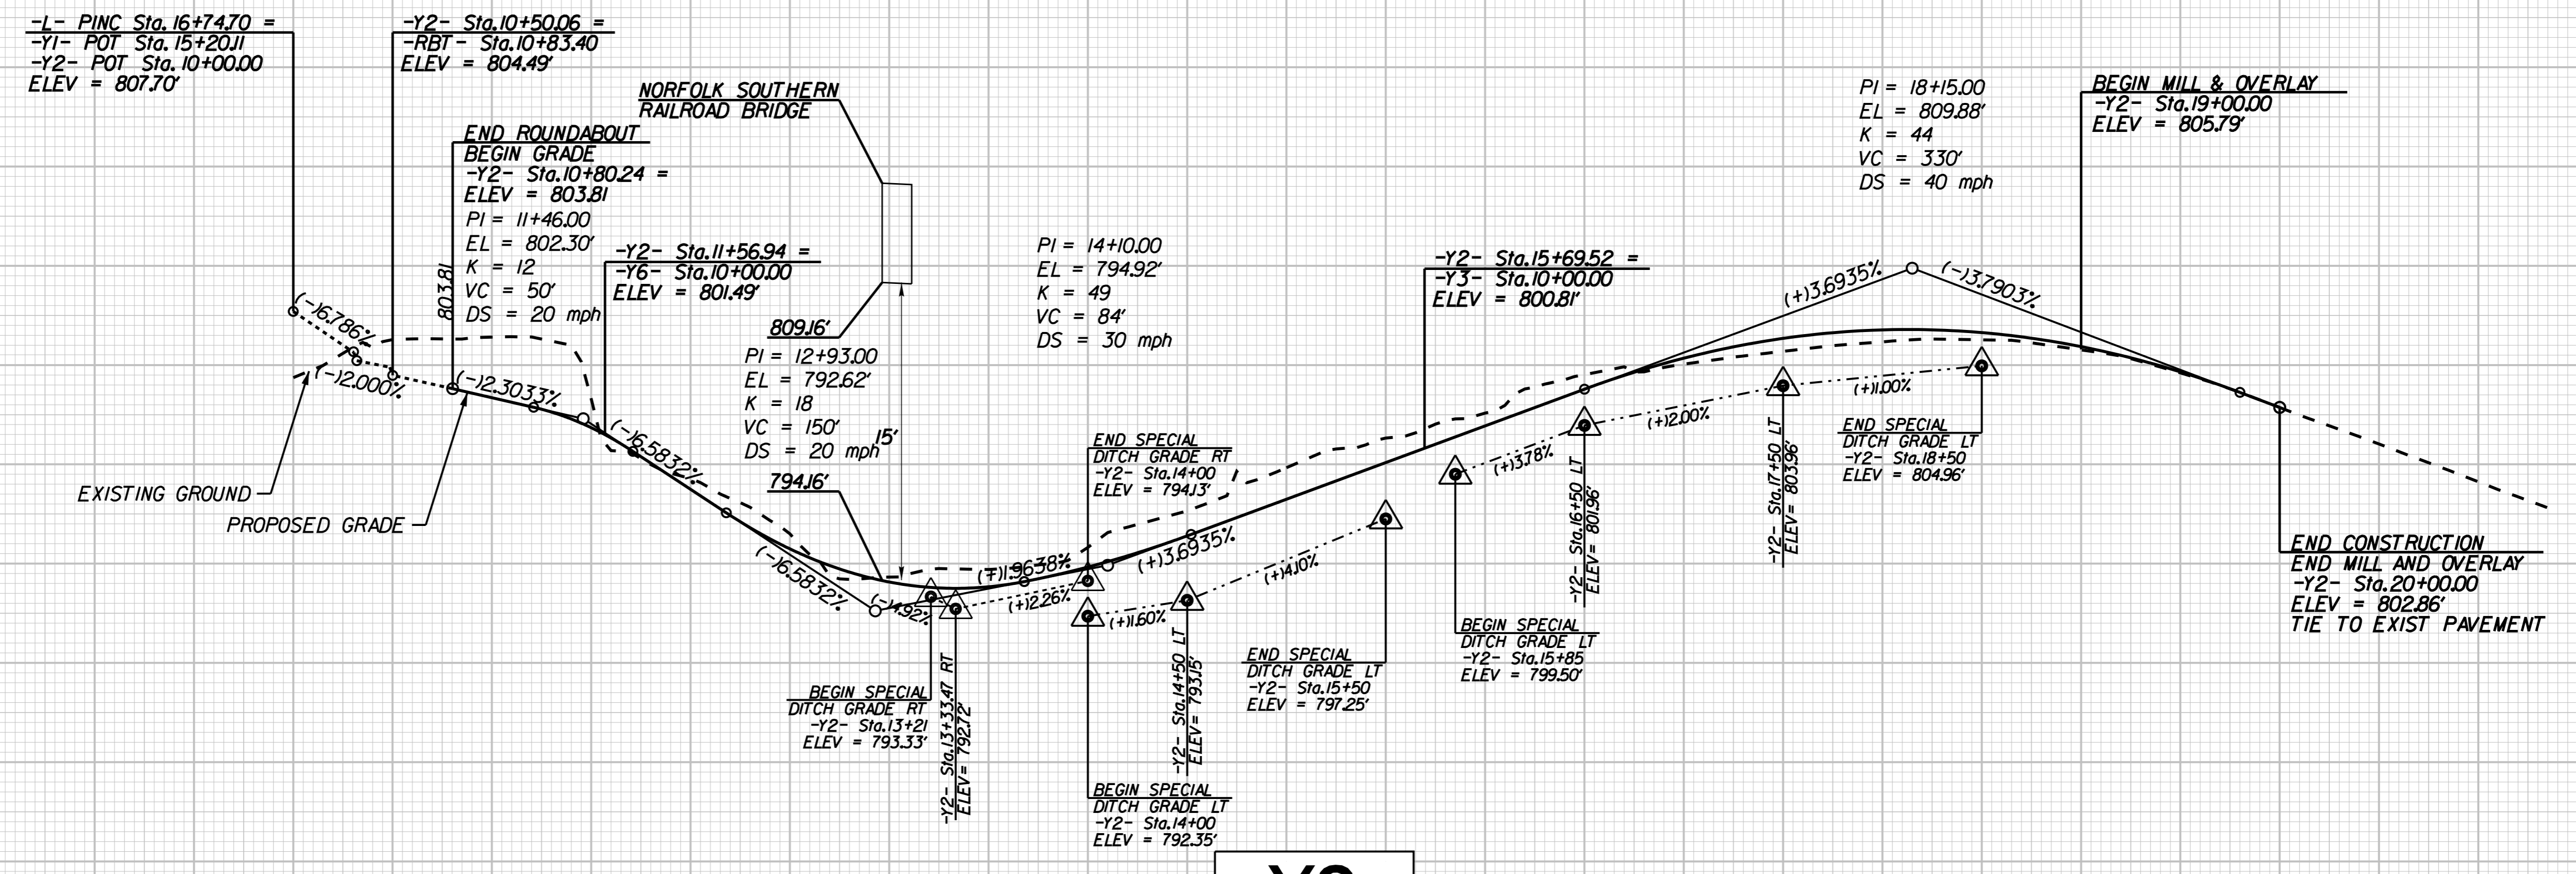 -L- PINC Sta. 16+74.70 =
-Y1- POT Sta. 15+20.11
-Y2- POT Sta. 10+00.00
ELEV = 807.70'
-Y2- Sta.10+50.06 =
-RBT- Sta.10+83.40
ELEV = 804.49'
END ROUNDABOUT
BEGIN GRADE
-Y2- Sta.10+80.24 =
ELEV = 803.81
PI = 11+46.00
EL = 802.30'
K = 12
VC = 50'
DS = 20 mph
803.81
NORFOLK SOUTHERN
RAILROAD BRIDGE
-Y2- Sta.11+56.94 =
-Y6- Sta.10+00.00
ELEV = 801.49'
809.16'
PI = 12+93.00
EL = 792.62'
K = 18
VC = 150'
DS = 20 mph
15'
794.16'
PI = 14+10.00
EL = 794.92'
K = 49
VC = 84'
DS = 30 mph
-Y2- Sta.15+69.52 =
-Y3- Sta.10+00.00
ELEV = 800.81'
PI = 18+15.00
EL = 809.88'
K = 44
VC = 330'
DS = 40 mph
BEGIN MILL & OVERLAY
-Y2- Sta.19+00.00
ELEV = 805.79'
(-)6.786%
(-)2.000%
(-)2.3033%
(-)6.5832%
(-)6.5832%
(-)4.92%
(+)1.9638%
(+)2.26%
(+)3.6935%
(+)1.60%
(+)4.10%
(+)3.78%
(+)2.00%
(+)1.00%
(+)3.6935%
(-)3.7903%
EXISTING GROUND
PROPOSED GRADE
END SPECIAL
DITCH GRADE RT
-Y2- Sta.14+00
ELEV = 794.13'
BEGIN SPECIAL
DITCH GRADE RT
-Y2- Sta.13+21
ELEV = 793.33'
-Y2- Sta.13+33.47 RT
ELEV= 792.72'
BEGIN SPECIAL
DITCH GRADE LT
-Y2- Sta.14+00
ELEV = 792.35'
-Y2- Sta.14+50 LT
ELEV= 793.15'
END SPECIAL
DITCH GRADE LT
-Y2- Sta.15+50
ELEV = 797.25'
BEGIN SPECIAL
DITCH GRADE LT
-Y2- Sta.15+85
ELEV = 799.50'
-Y2- Sta.16+50 LT
ELEV= 801.96'
-Y2- Sta.17+50 LT
ELEV= 803.96'
END SPECIAL
DITCH GRADE LT
-Y2- Sta.18+50
ELEV = 804.96'
END CONSTRUCTION
END MILL AND OVERLAY
-Y2- Sta.20+00.00
ELEV = 802.86'
TIE TO EXIST PAVEMENT